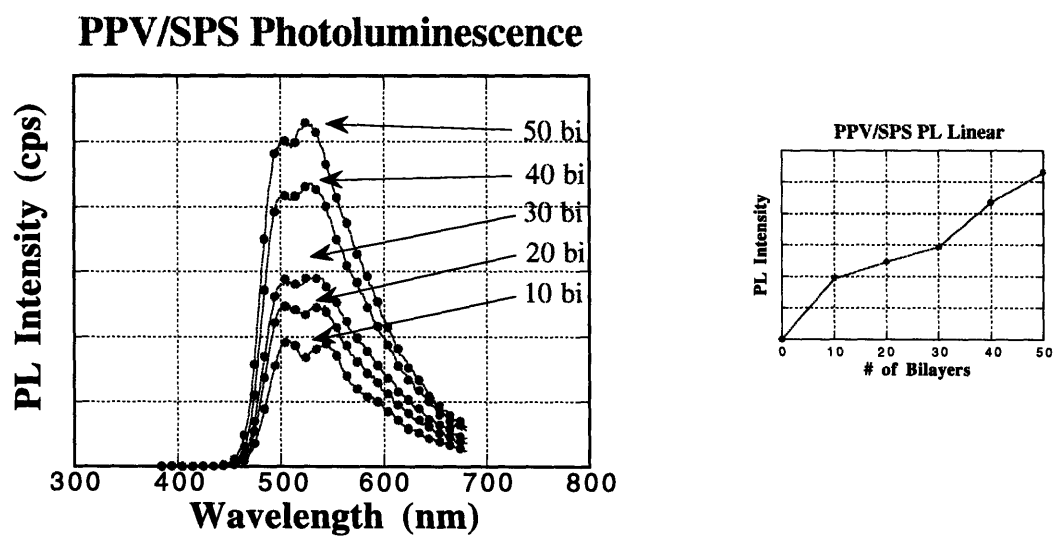 PPV/SPS Photoluminescence
PL Intensity (cps)
50 bi
40 bi
30 bi
20 bi
10 bi
300 400 500 600 700 800
Wavelength (nm)
PPV/SPS PL Linear
PL Intensity
0 10 20 30 40 50
# of Bilayers